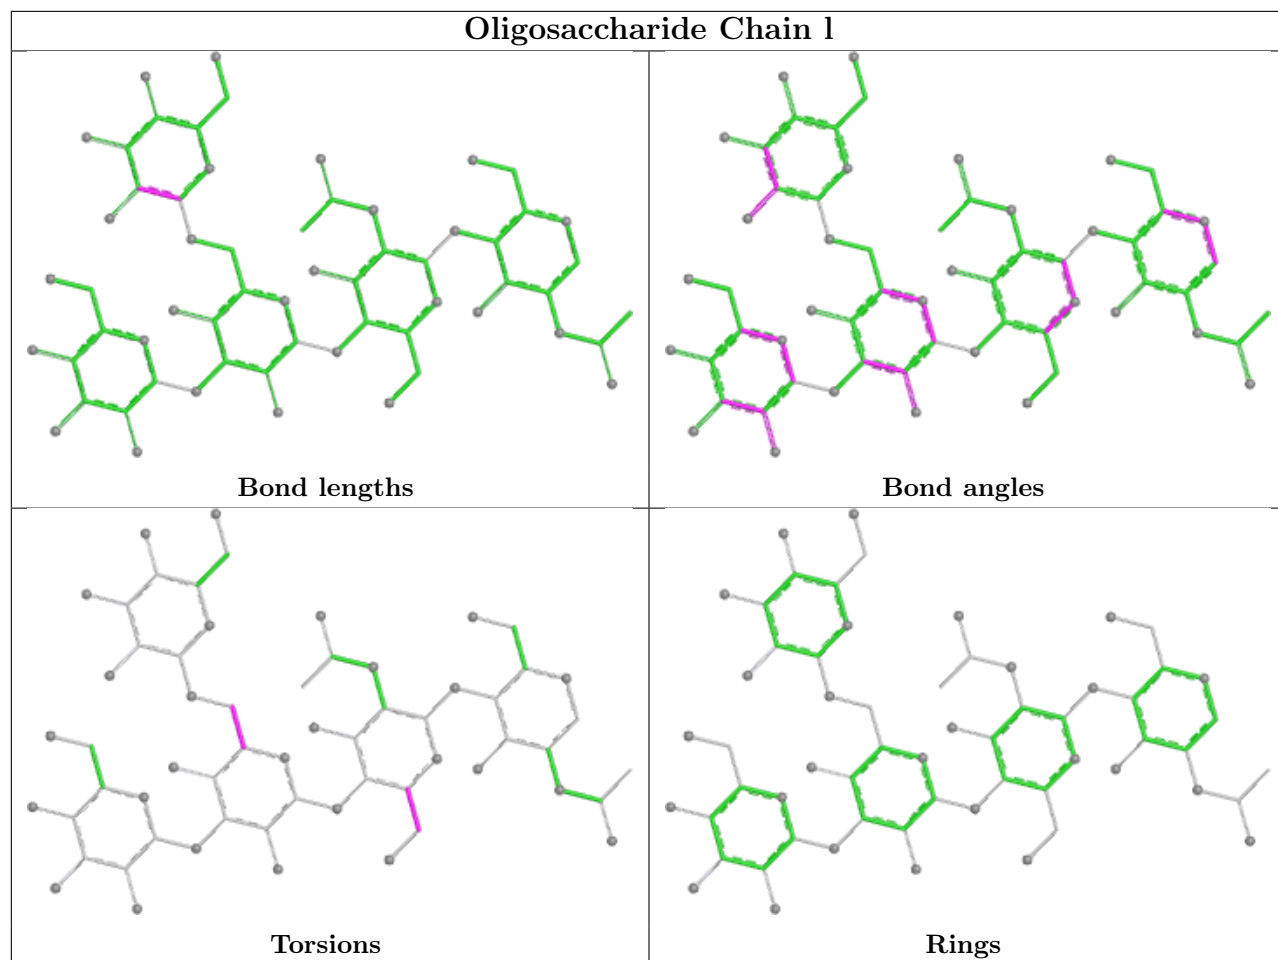 Oligosaccharide Chain l
Bond lengths
Bond angles
Torsions
Rings